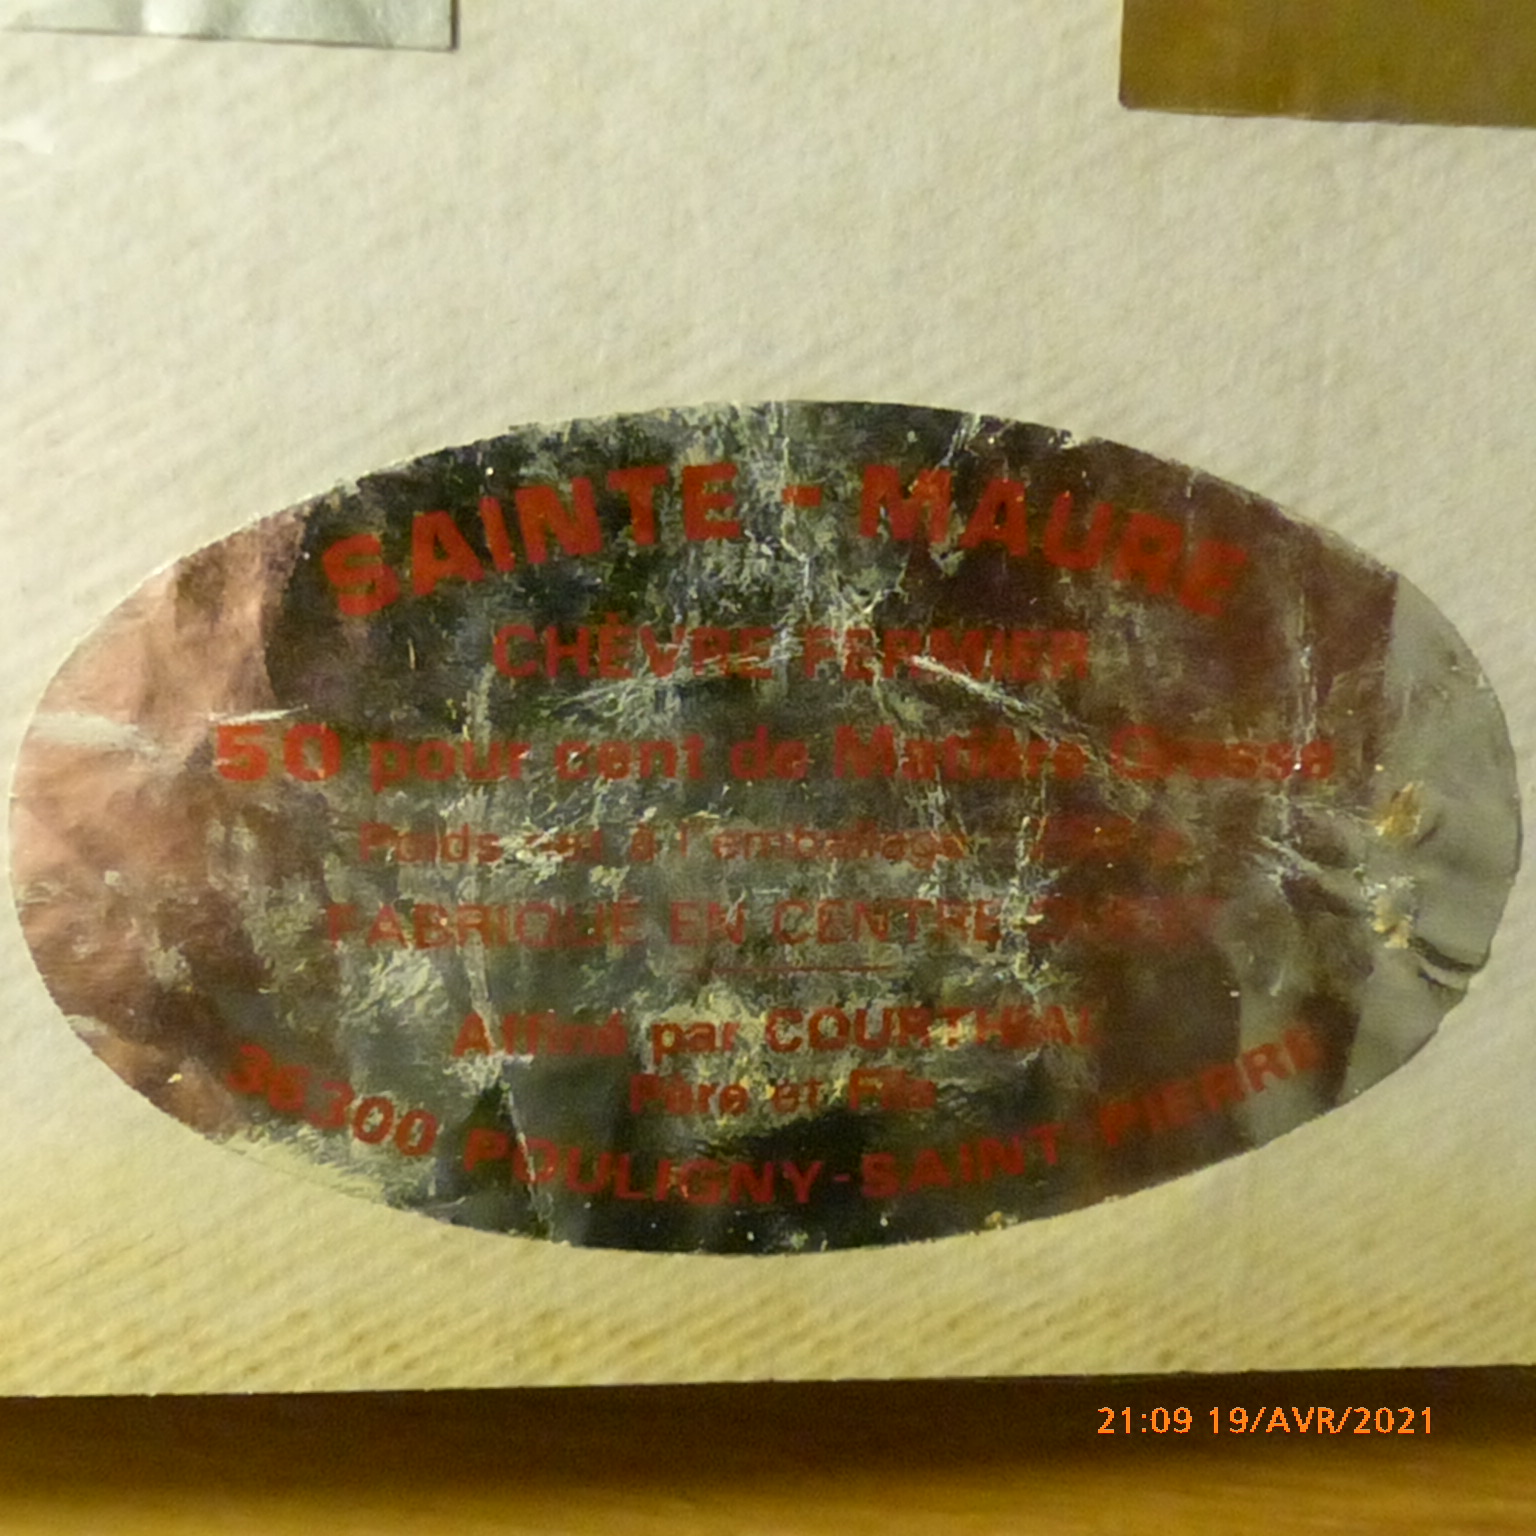 SAINTE - MAURE
CHÈVRE FERMIER
50 pour cent de Matière Grasse
Poids net à l'emballage
FABRIQUÉ EN CENTRE OUEST
Affiné par COURTHIAL
Père et Fils
36300 POULIGNY-SAINT PIERRE
21:09 19/AVR/2021